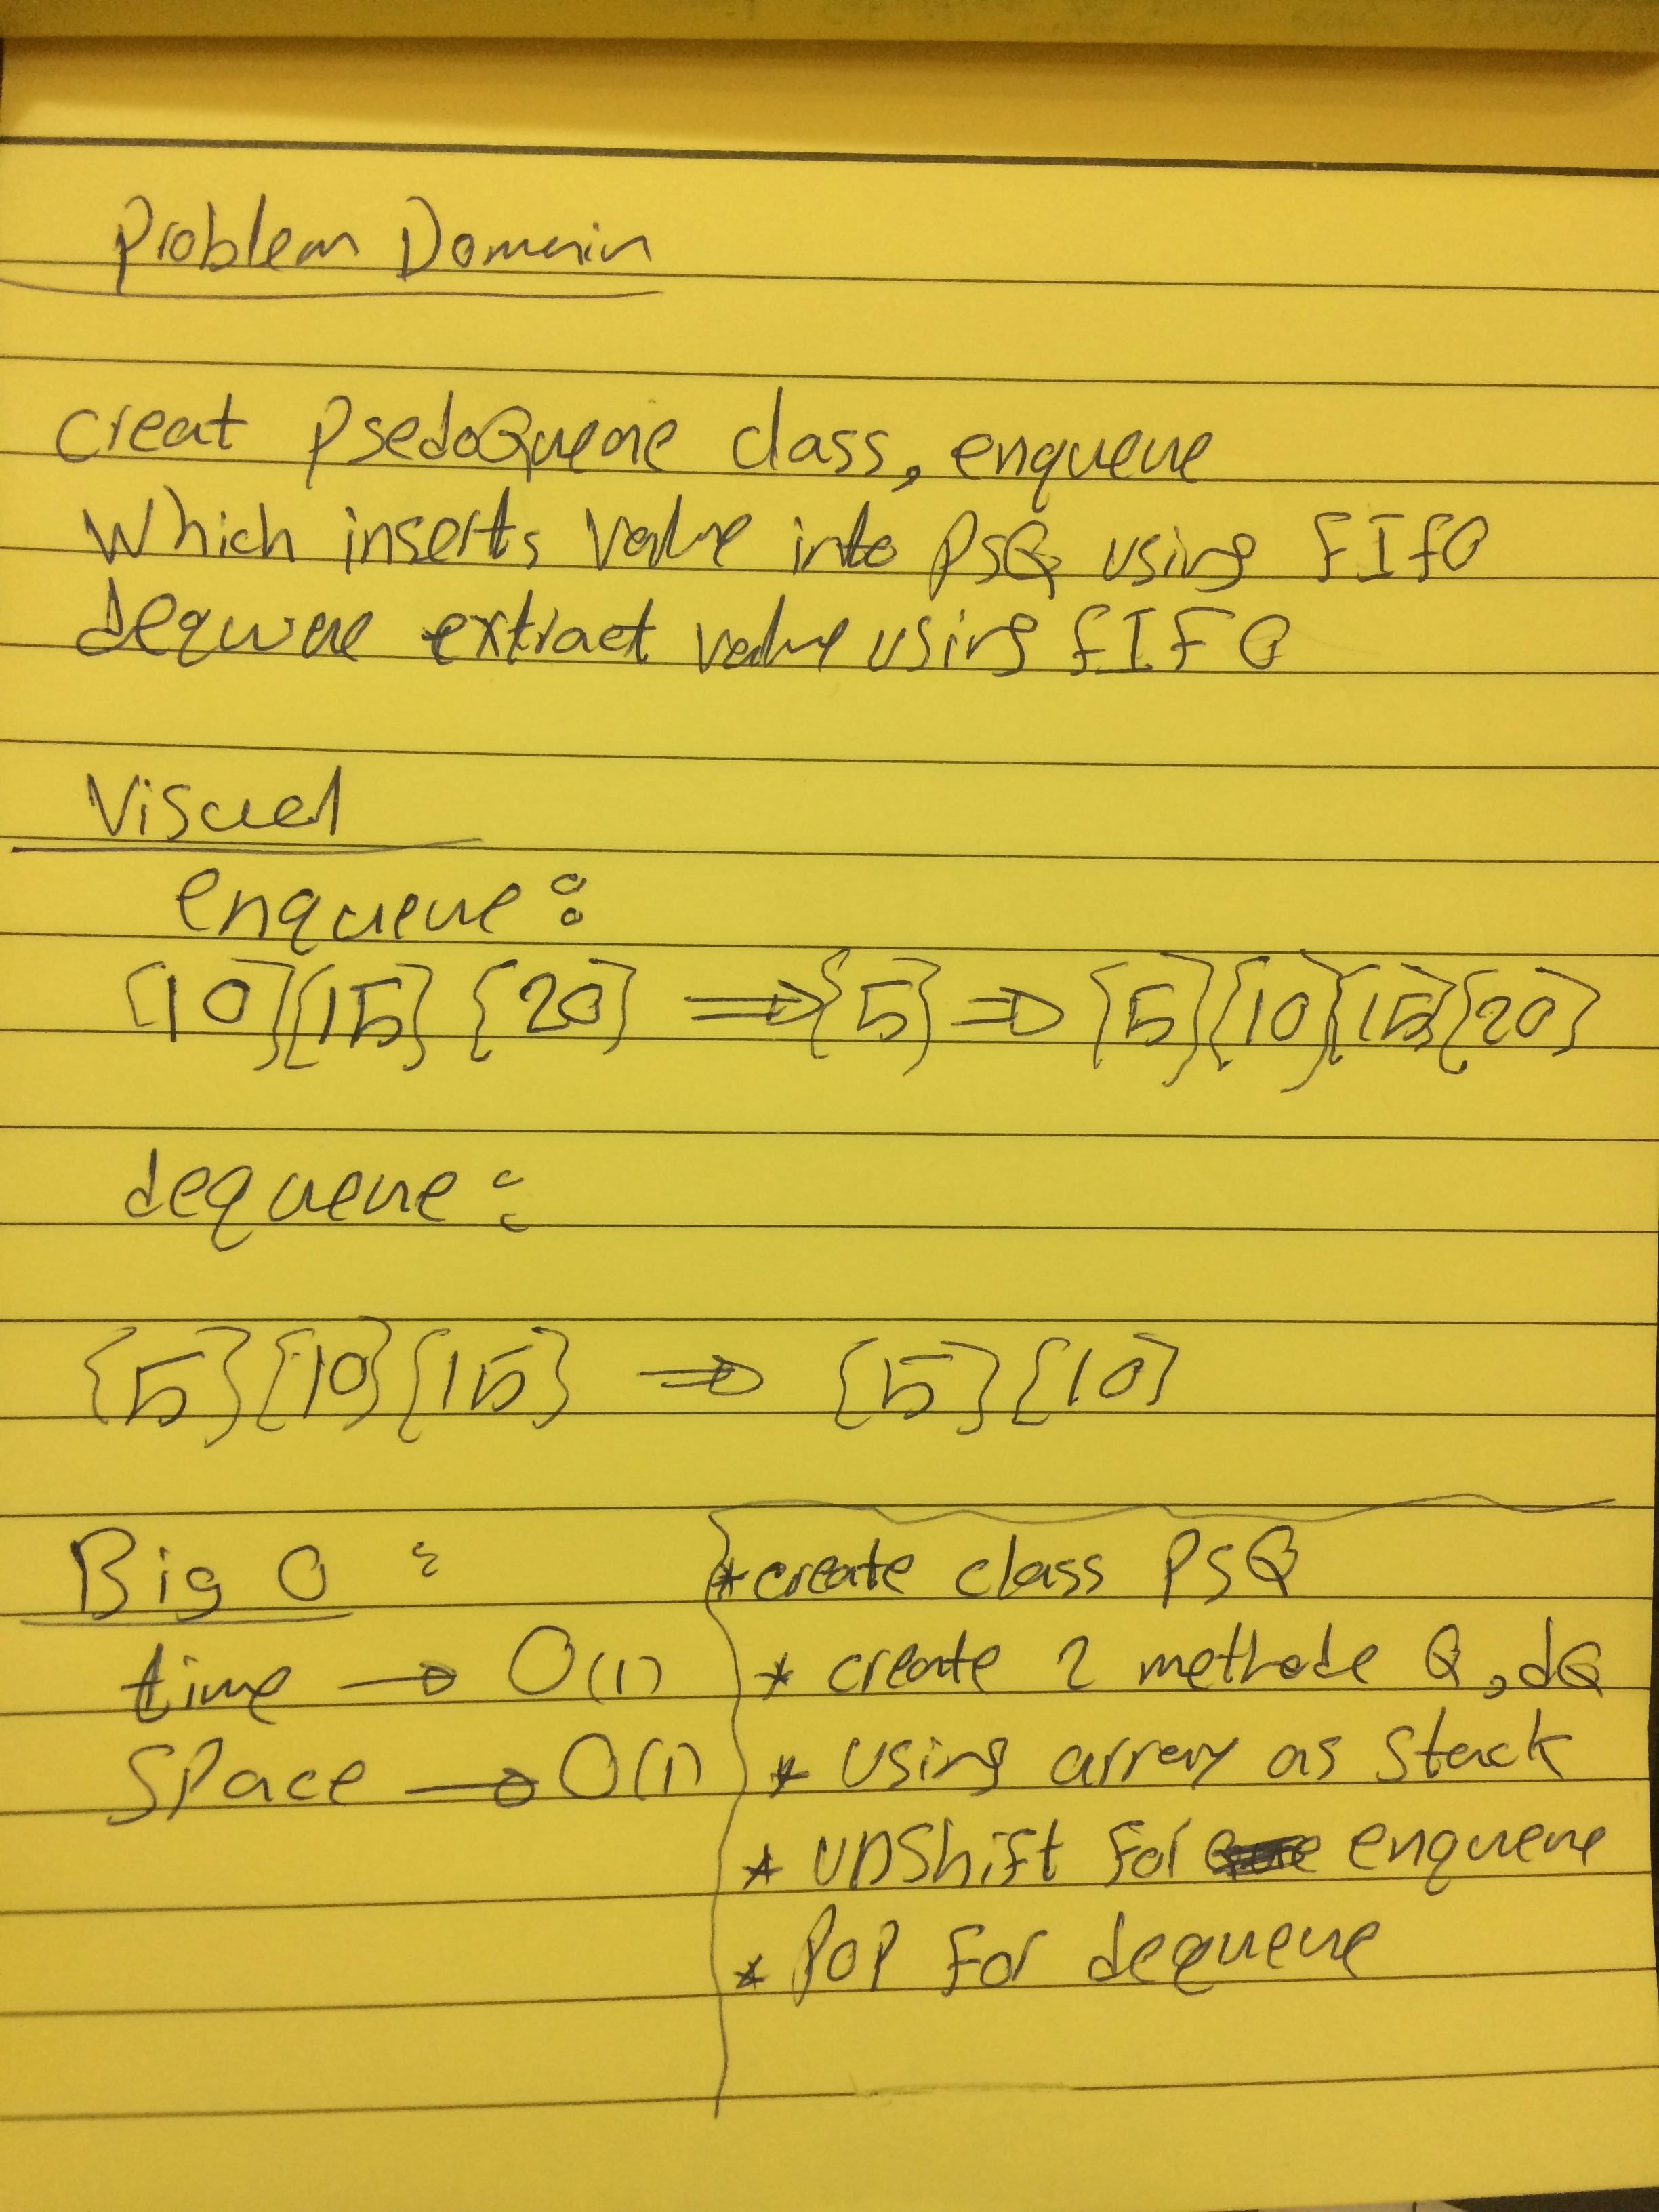 Problem Domain
creat PsedoQueue class, enqueue
which inserts value into PSQ using FIFO
dequeue extract value using FIFO
Visual
enqueue:
[10][15][20] => [5] => [5][10][15][20]
dequeue:
[5][10][15] => [5][10]
Big O :
time → O(1)
Space → O(1)
* create class PSQ
* create 2 methode Q, dQ
* using array as stack
* unshift for enqueue
* pop for dequeue